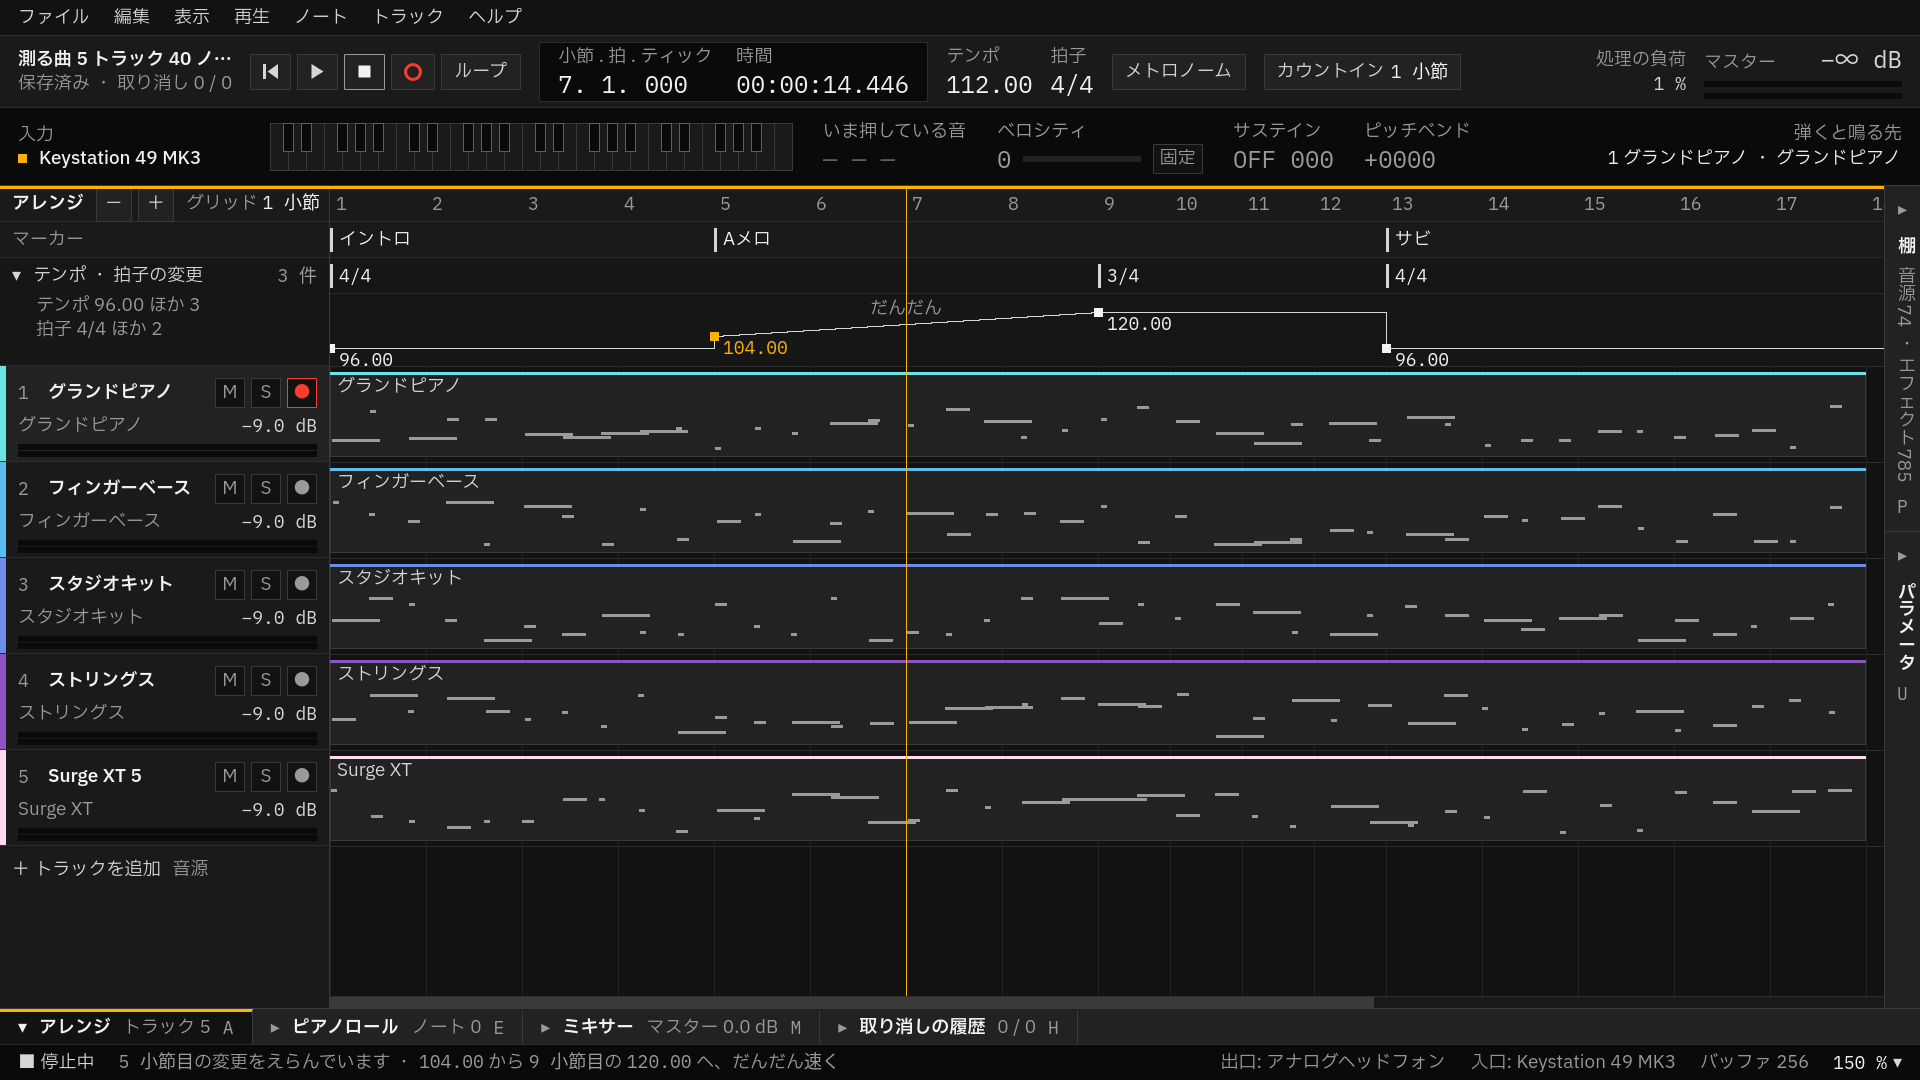 ファイル 編集 表示 再生 ノート トラック ヘルプ
測る曲 5 トラック 40 ノ…
保存済み · 取り消し 0 / 0
ループ
小節 . 拍 . ティック 時間
7. 1. 000 00:00:14.446
テンポ 拍子
112.00 4/4
メトロノーム
カウントイン 1 小節
処理の負荷
1 %
マスター −∞ dB
入力
Keystation 49 MK3
いま押している音
— — —
ベロシティ
0 固定
サステイン
OFF 000
ピッチベンド
+0000
弾くと鳴る先
1 グランドピアノ · グランドピアノ
アレンジ − + グリッド 1 小節
1 2 3 4 5 6 7 8 9 10 11 12 13 14 15 16 17 1
マーカー
イントロ Aメロ サビ
▼ テンポ · 拍子の変更 3 件
4/4 3/4 4/4
テンポ 96.00 ほか 3
拍子 4/4 ほか 2
だんだん
96.00 104.00 120.00 96.00
1 グランドピアノ M S
グランドピアノ −9.0 dB
グランドピアノ
2 フィンガーベース M S
フィンガーベース −9.0 dB
フィンガーベース
3 スタジオキット M S
スタジオキット −9.0 dB
スタジオキット
4 ストリングス M S
ストリングス −9.0 dB
ストリングス
5 Surge XT 5 M S
Surge XT −9.0 dB
Surge XT
+ トラックを追加 音源
▶ 棚 音源74 · エフェクト785 P
▶ パラメータ U
▼ アレンジ トラック 5 A
▶ ピアノロール ノート 0 E
▶ ミキサー マスター 0.0 dB M
▶ 取り消しの履歴 0 / 0 H
■ 停止中 5 小節目の変更をえらんでいます · 104.00 から 9 小節目の 120.00 へ、だんだん速く
出口: アナログヘッドフォン 入口: Keystation 49 MK3 バッファ 256 150 % ▼